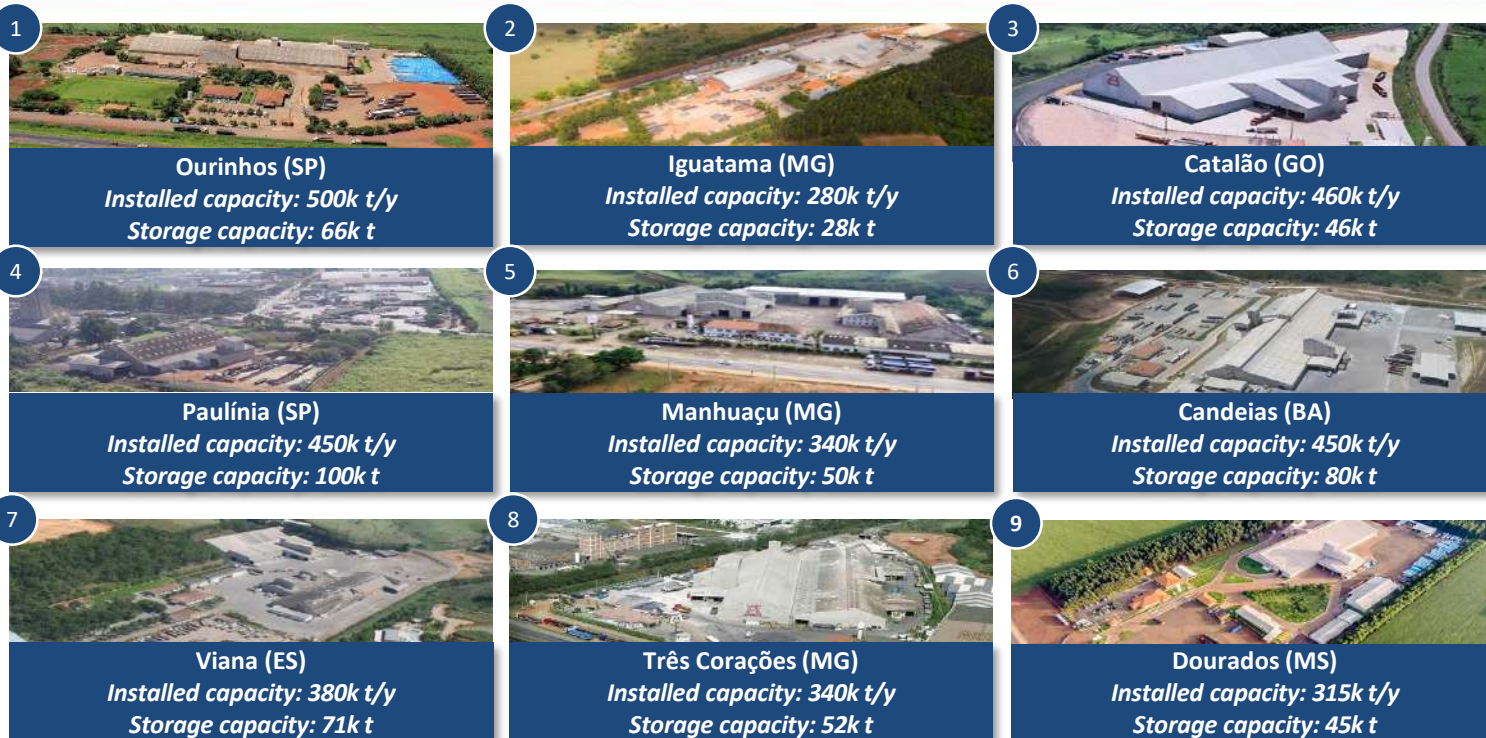 1
Ourinhos (SP)
Installed capacity: 500k t/y
Storage capacity: 66k t
2
Iguatama (MG)
Installed capacity: 280k t/y
Storage capacity: 28k t
3
Catalão (GO)
Installed capacity: 460k t/y
Storage capacity: 46k t
4
Paulínia (SP)
Installed capacity: 450k t/y
Storage capacity: 100k t
5
Manhuaçu (MG)
Installed capacity: 340k t/y
Storage capacity: 50k t
6
Candeias (BA)
Installed capacity: 450k t/y
Storage capacity: 80k t
7
Viana (ES)
Installed capacity: 380k t/y
Storage capacity: 71k t
8
Três Corações (MG)
Installed capacity: 340k t/y
Storage capacity: 52k t
9
Dourados (MS)
Installed capacity: 315k t/y
Storage capacity: 45k t